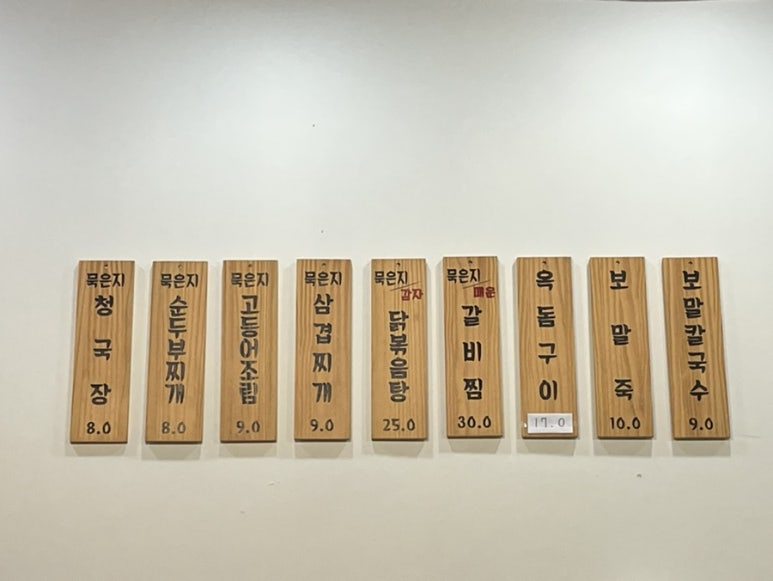 묵은지
청국장
8.0
묵은지
순두부찌개
8.0
묵은지
고등어조림
9.0
묵은지
삼겹찌개
9.0
묵은지/감자
닭볶음탕
25.0
묵은지/매운
갈비찜
30.0
옥돔구이
17.0
보말죽
10.0
보말칼국수
9.0